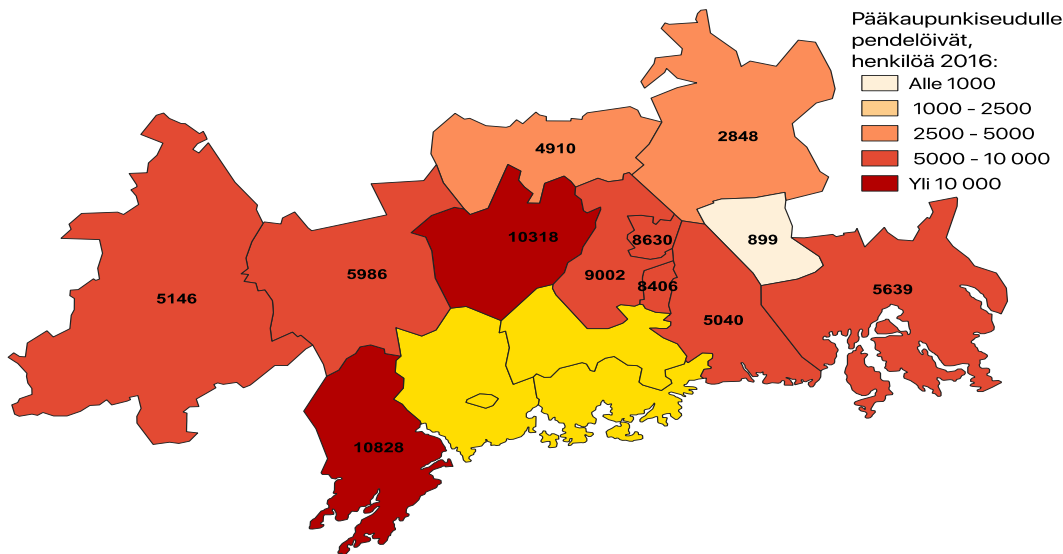 Pääkaupunkiseudulle
pendelöivät,
henkilöä 2016:
Alle 1000
1000 - 2500
2500 - 5000
5000 - 10 000
Yli 10 000
2848
4910
10318
8630
899
5146
5986
9002
8406
5639
5040
10828